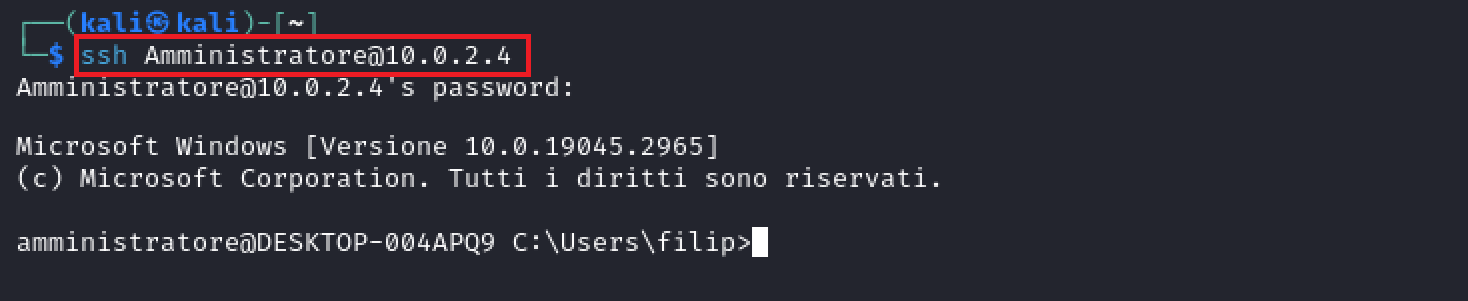 ┌──(kali㉿kali)-[~]
└─$ ssh Amministratore@10.0.2.4
Amministratore@10.0.2.4's password:
Microsoft Windows [Versione 10.0.19045.2965]
(c) Microsoft Corporation. Tutti i diritti sono riservati.
amministratore@DESKTOP-004APQ9 C:\Users\filip>